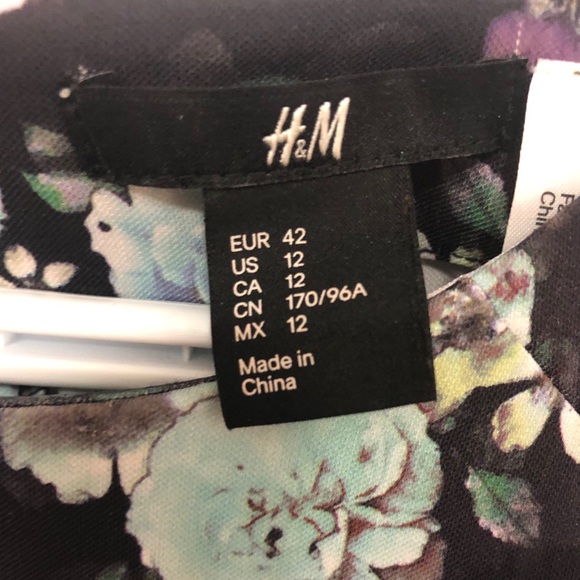 H&M
EUR 42
US 12
CA 12
CN 170/96A
MX 12
Made in
China